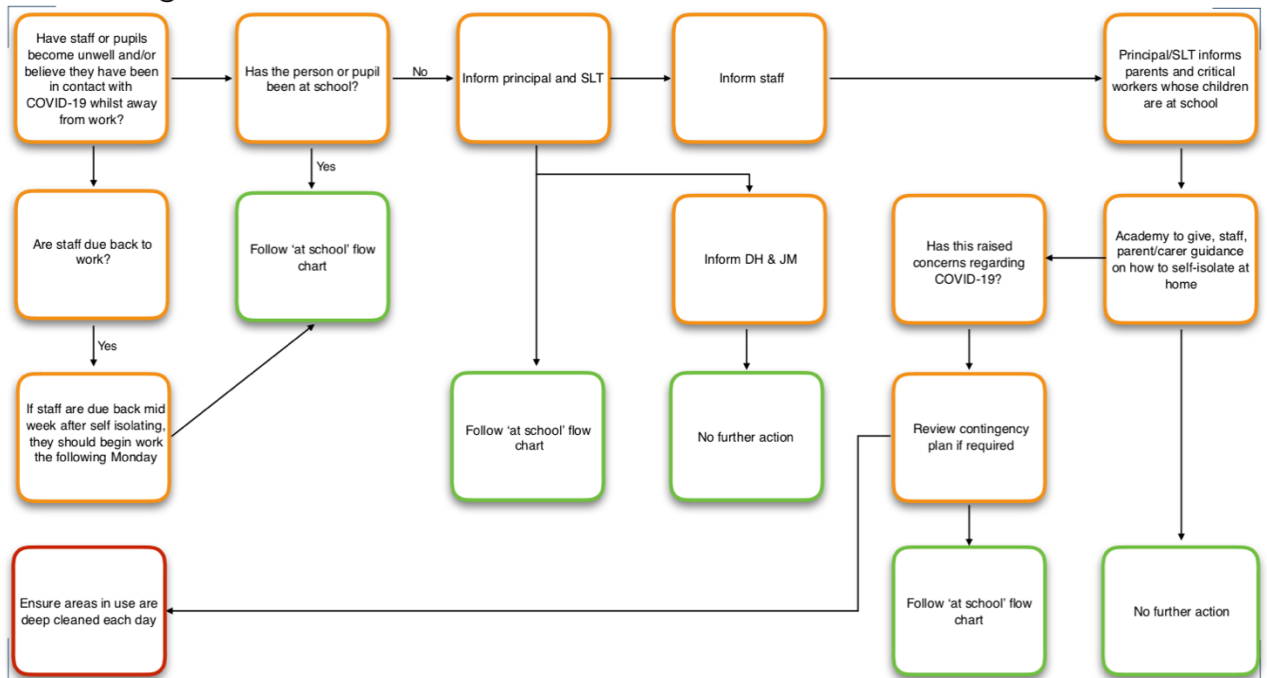 Have staff or pupils
become unwell and/or
believe they have been
in contact with
COVID-19 whilst away
from work?
Has the person or pupil
been at school?
No
Inform principal and SLT
Inform staff
Principal/SLT informs
parents and critical
workers whose children
are at school
Yes
Are staff due back to
work?
Follow ‘at school’ flow
chart
Inform DH & JM
Has this raised
concerns regarding
COVID-19?
Academy to give, staff,
parent/carer guidance
on how to self-isolate at
home
Yes
If staff are due back mid
week after self isolating,
they should begin work
the following Monday
Follow ‘at school’ flow
chart
No further action
Review contingency
plan if required
Ensure areas in use are
deep cleaned each day
Follow ‘at school’ flow
chart
No further action